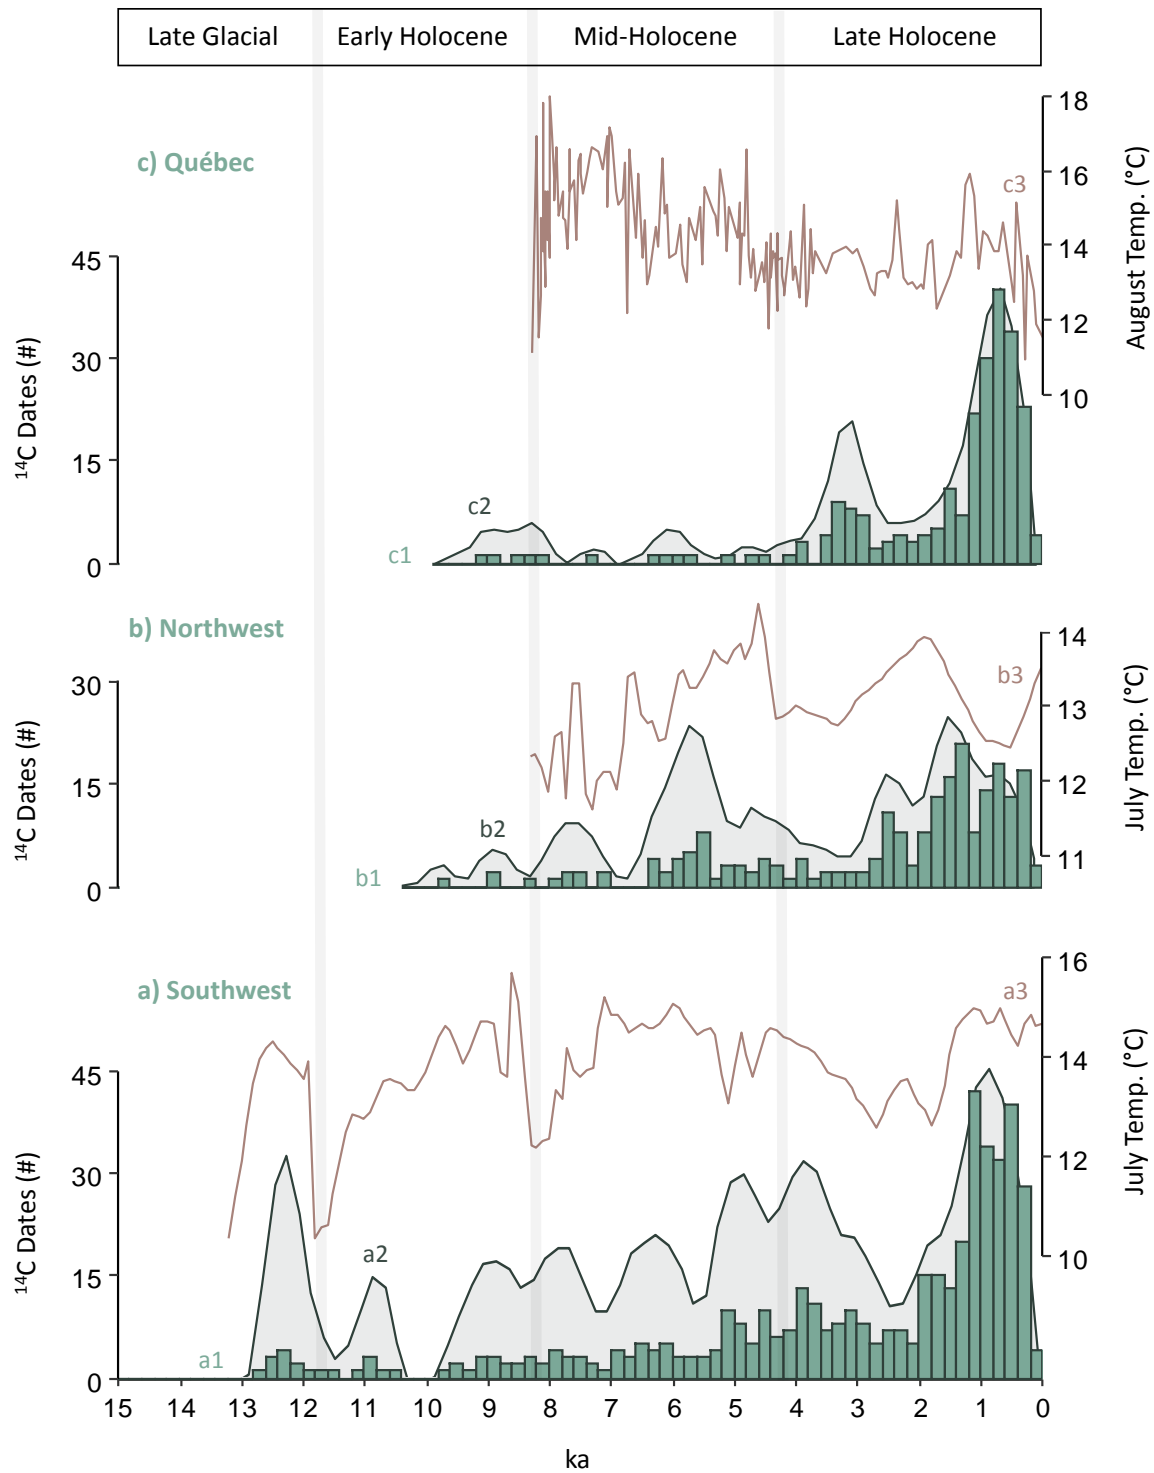 Late Glacial Early Holocene Mid-Holocene Late Holocene
c) Québec
18
16
14
12
10
August Temp. (°C)
c3
45
30
15
0
¹⁴C Dates (#)
c2
c1
b) Northwest
14
13
12
11
July Temp. (°C)
b3
30
15
0
¹⁴C Dates (#)
b2
b1
a) Southwest
16
14
12
10
July Temp. (°C)
a3
45
30
15
0
¹⁴C Dates (#)
a2
a1
15 14 13 12 11 10 9 8 7 6 5 4 3 2 1 0
ka